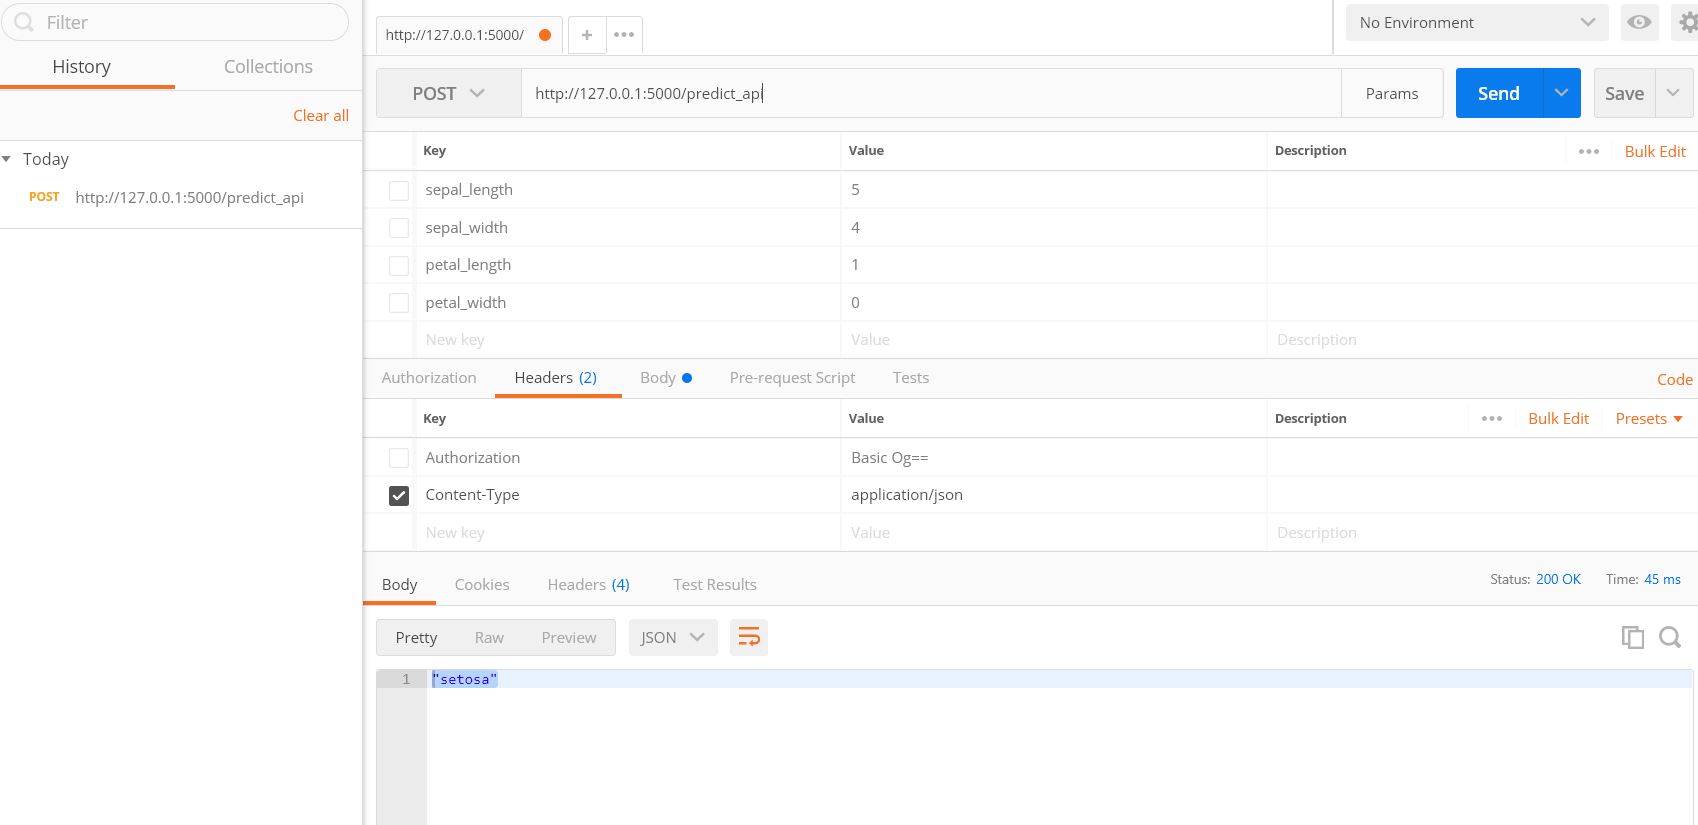 Filter
History Collections
Clear all
Today
POST http://127.0.0.1:5000/predict_api
http://127.0.0.1:5000/ + ••• No Environment
POST http://127.0.0.1:5000/predict_api Params Send Save
Key Value Description ••• Bulk Edit
sepal_length 5
sepal_width 4
petal_length 1
petal_width 0
New key Value Description
Authorization Headers (2) Body Pre-request Script Tests Code
Key Value Description ••• Bulk Edit Presets
Authorization Basic Og==
Content-Type application/json
New key Value Description
Body Cookies Headers (4) Test Results Status: 200 OK Time: 45 ms
Pretty Raw Preview JSON
1 "setosa"